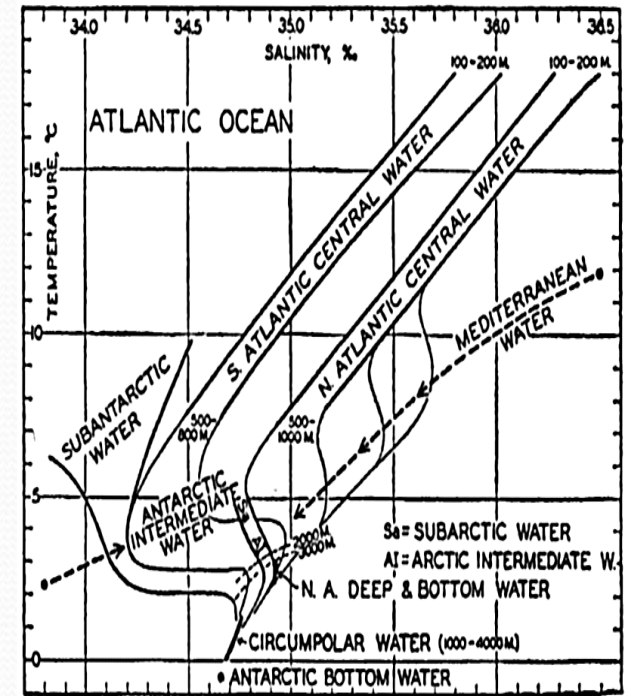 34.0 34.5 35.0 35.5 36.0 36.5
SALINITY, ‰
100-200 M. 100-200 M.
ATLANTIC OCEAN
TEMPERATURE, °C
15
10
5
0
S. ATLANTIC CENTRAL WATER
N. ATLANTIC CENTRAL WATER
MEDITERRANEAN
WATER
SUBANTARCTIC
WATER
500-
800 M.
500-
1000 M.
ANTARCTIC
INTERMEDIATE
WATER
Sa
AI
2000 M.
3000 M.
Sa = SUBARCTIC WATER
AI = ARCTIC INTERMEDIATE W.
N. A. DEEP & BOTTOM WATER
CIRCUMPOLAR WATER (1000-4000 M.)
ANTARCTIC BOTTOM WATER